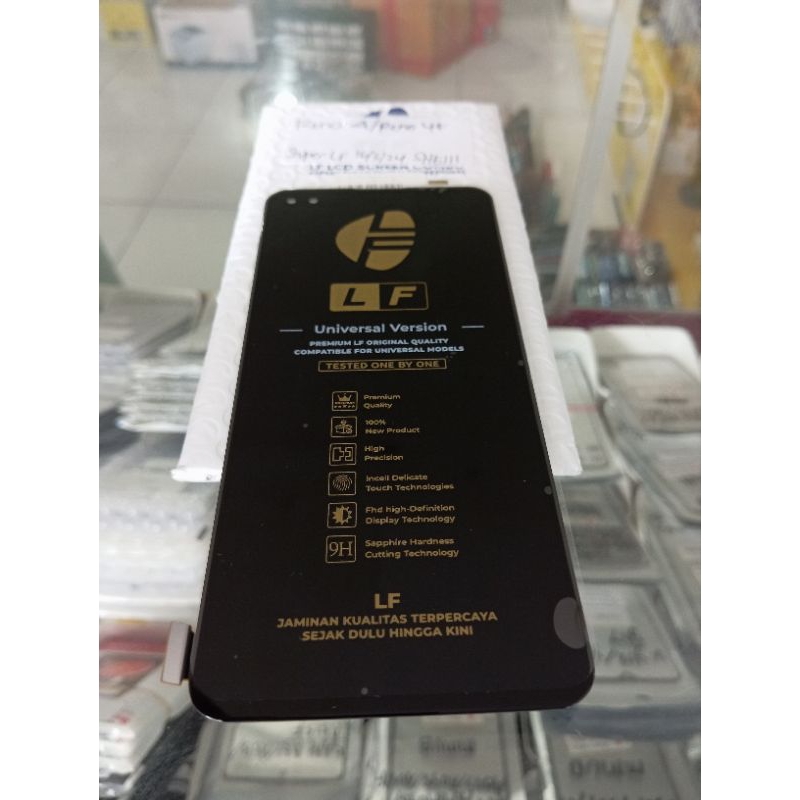 LF
Universal Version
PREMIUM LF ORIGINAL QUALITY
COMPATIBLE FOR UNIVERSAL MODELS
TESTED ONE BY ONE
Premium
Quality
100%
New Product
High
Precision
Incell Delicate
Touch Technologies
Fhd high-Definition
Display Technology
9H
Sapphire Hardness
Cutting Technology
LF
JAMINAN KUALITAS TERPERCAYA
SEJAK DULU HINGGA KINI